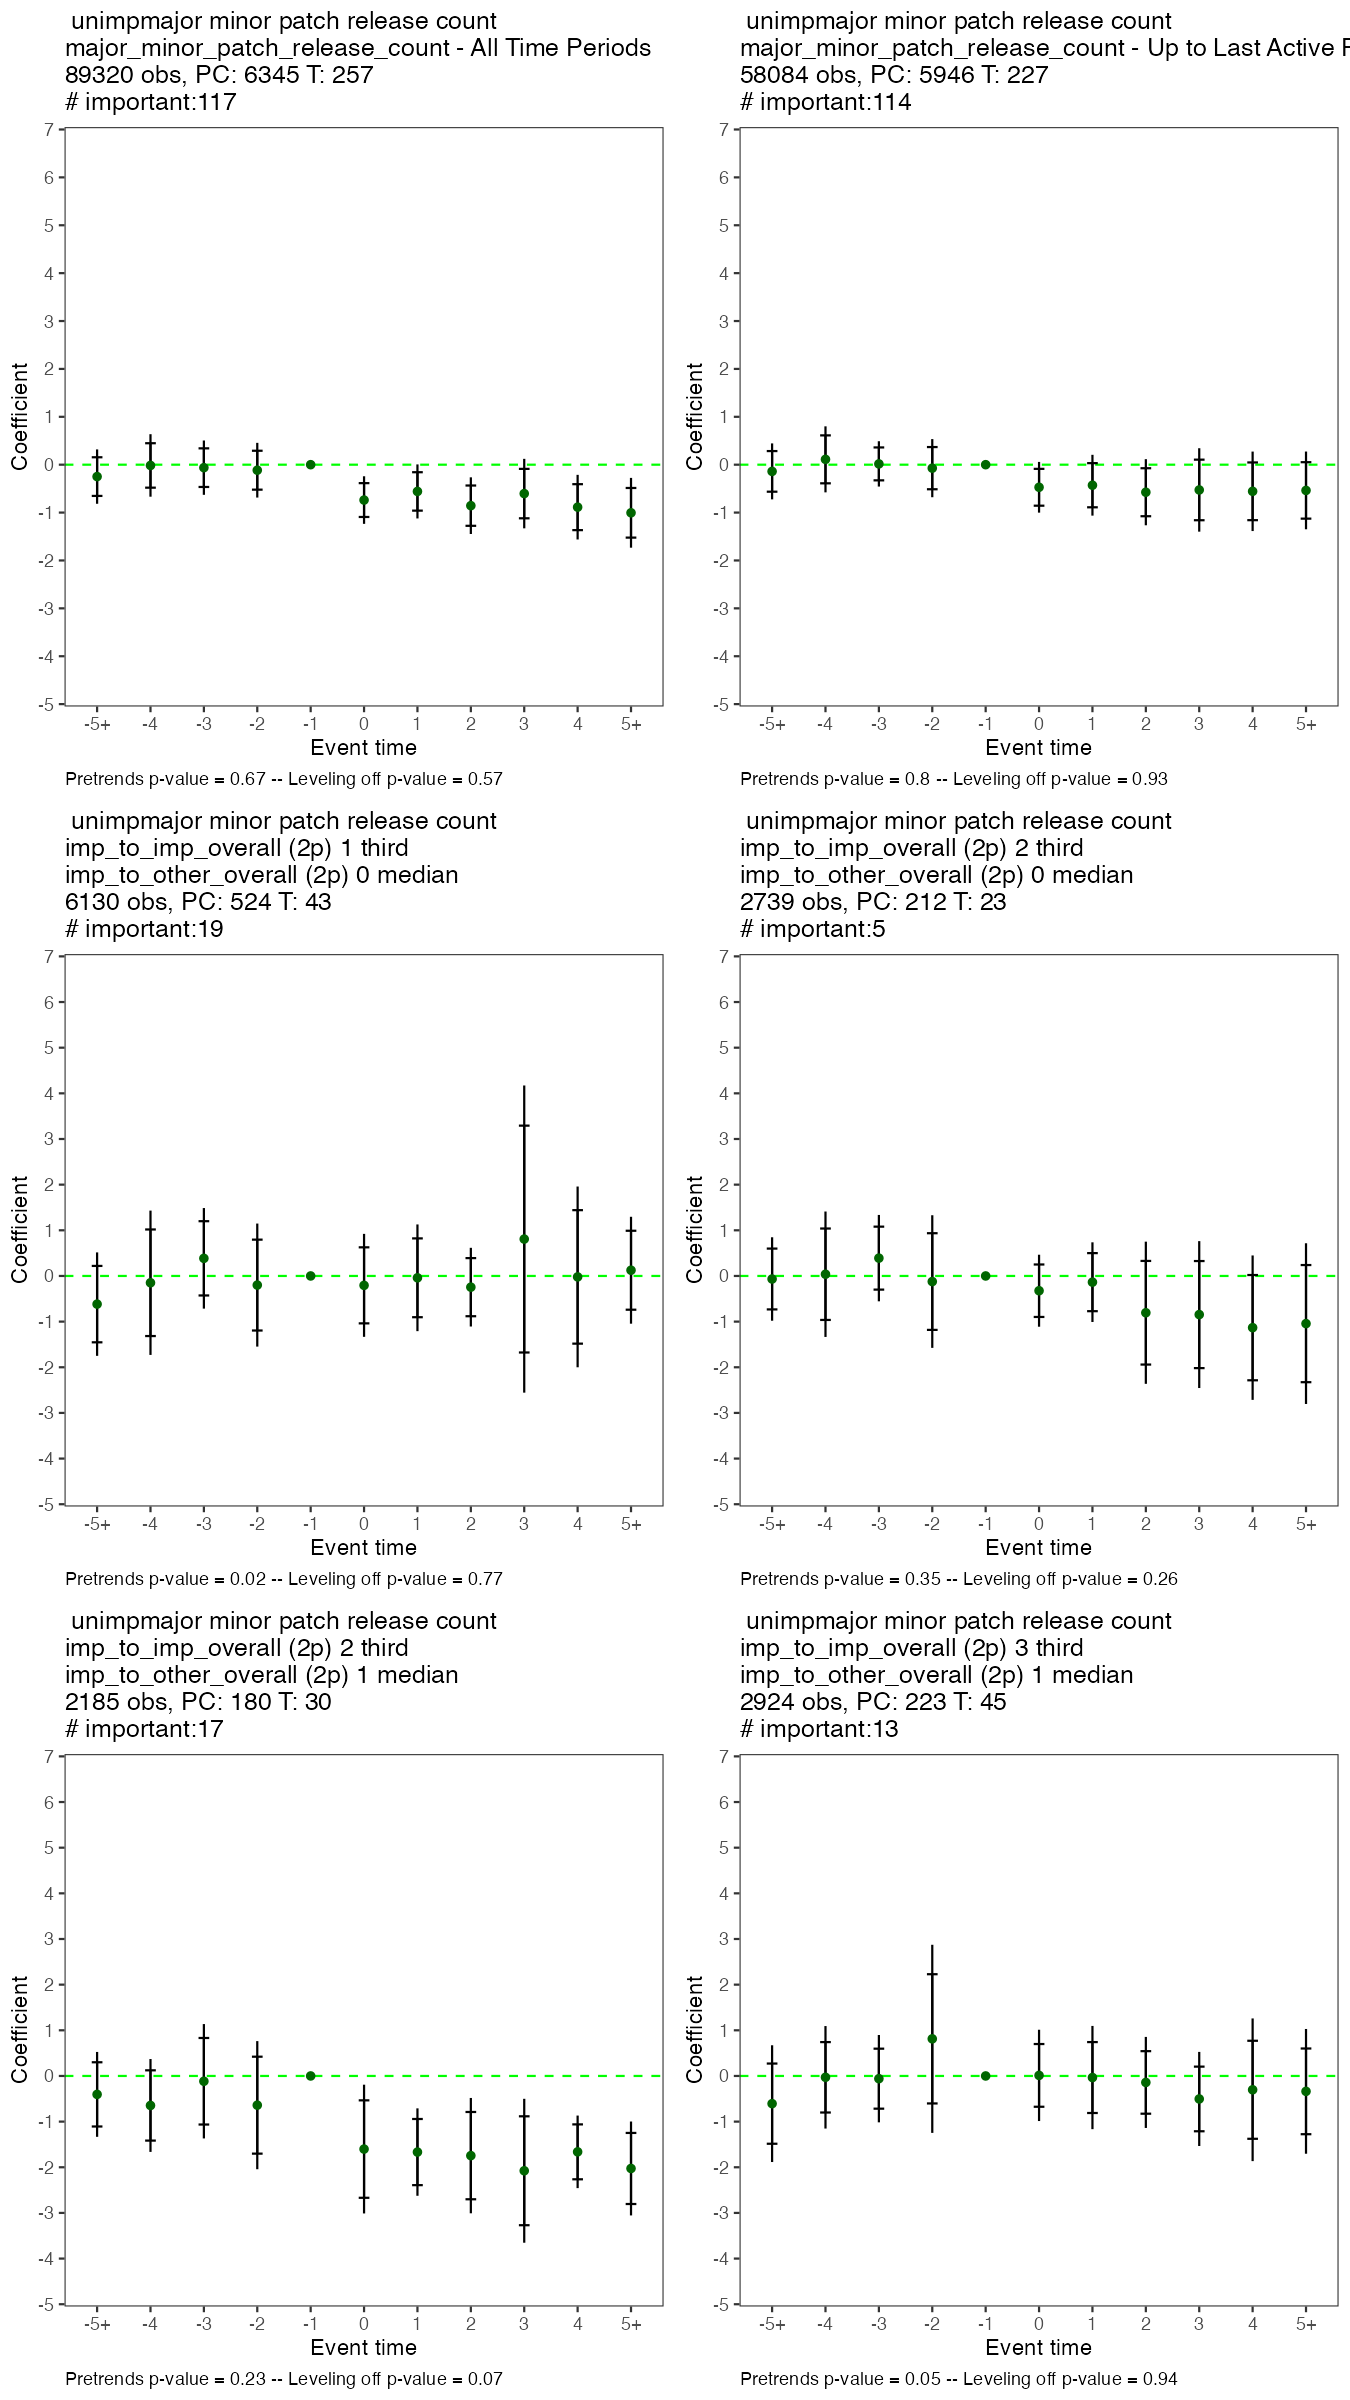 unimpmajor minor patch release count
major_minor_patch_release_count - All Time Periods
89320 obs, PC: 6345 T: 257
# important:117
7
6
5
4
3
2
1
0
-1
-2
-3
-4
-5
Coefficient
-5+ -4 -3 -2 -1 0 1 2 3 4 5+
Event time
Pretrends p-value = 0.67 -- Leveling off p-value = 0.57
unimpmajor minor patch release count
major_minor_patch_release_count - Up to Last Active
58084 obs, PC: 5946 T: 227
# important:114
7
6
5
4
3
2
1
0
-1
-2
-3
-4
-5
Coefficient
-5+ -4 -3 -2 -1 0 1 2 3 4 5+
Event time
Pretrends p-value = 0.8 -- Leveling off p-value = 0.93
unimpmajor minor patch release count
imp_to_imp_overall (2p) 1 third
imp_to_other_overall (2p) 0 median
6130 obs, PC: 524 T: 43
# important:19
7
6
5
4
3
2
1
0
-1
-2
-3
-4
-5
Coefficient
-5+ -4 -3 -2 -1 0 1 2 3 4 5+
Event time
Pretrends p-value = 0.02 -- Leveling off p-value = 0.77
unimpmajor minor patch release count
imp_to_imp_overall (2p) 2 third
imp_to_other_overall (2p) 0 median
2739 obs, PC: 212 T: 23
# important:5
7
6
5
4
3
2
1
0
-1
-2
-3
-4
-5
Coefficient
-5+ -4 -3 -2 -1 0 1 2 3 4 5+
Event time
Pretrends p-value = 0.35 -- Leveling off p-value = 0.26
unimpmajor minor patch release count
imp_to_imp_overall (2p) 2 third
imp_to_other_overall (2p) 1 median
2185 obs, PC: 180 T: 30
# important:17
7
6
5
4
3
2
1
0
-1
-2
-3
-4
-5
Coefficient
-5+ -4 -3 -2 -1 0 1 2 3 4 5+
Event time
Pretrends p-value = 0.23 -- Leveling off p-value = 0.07
unimpmajor minor patch release count
imp_to_imp_overall (2p) 3 third
imp_to_other_overall (2p) 1 median
2924 obs, PC: 223 T: 45
# important:13
7
6
5
4
3
2
1
0
-1
-2
-3
-4
-5
Coefficient
-5+ -4 -3 -2 -1 0 1 2 3 4 5+
Event time
Pretrends p-value = 0.05 -- Leveling off p-value = 0.94